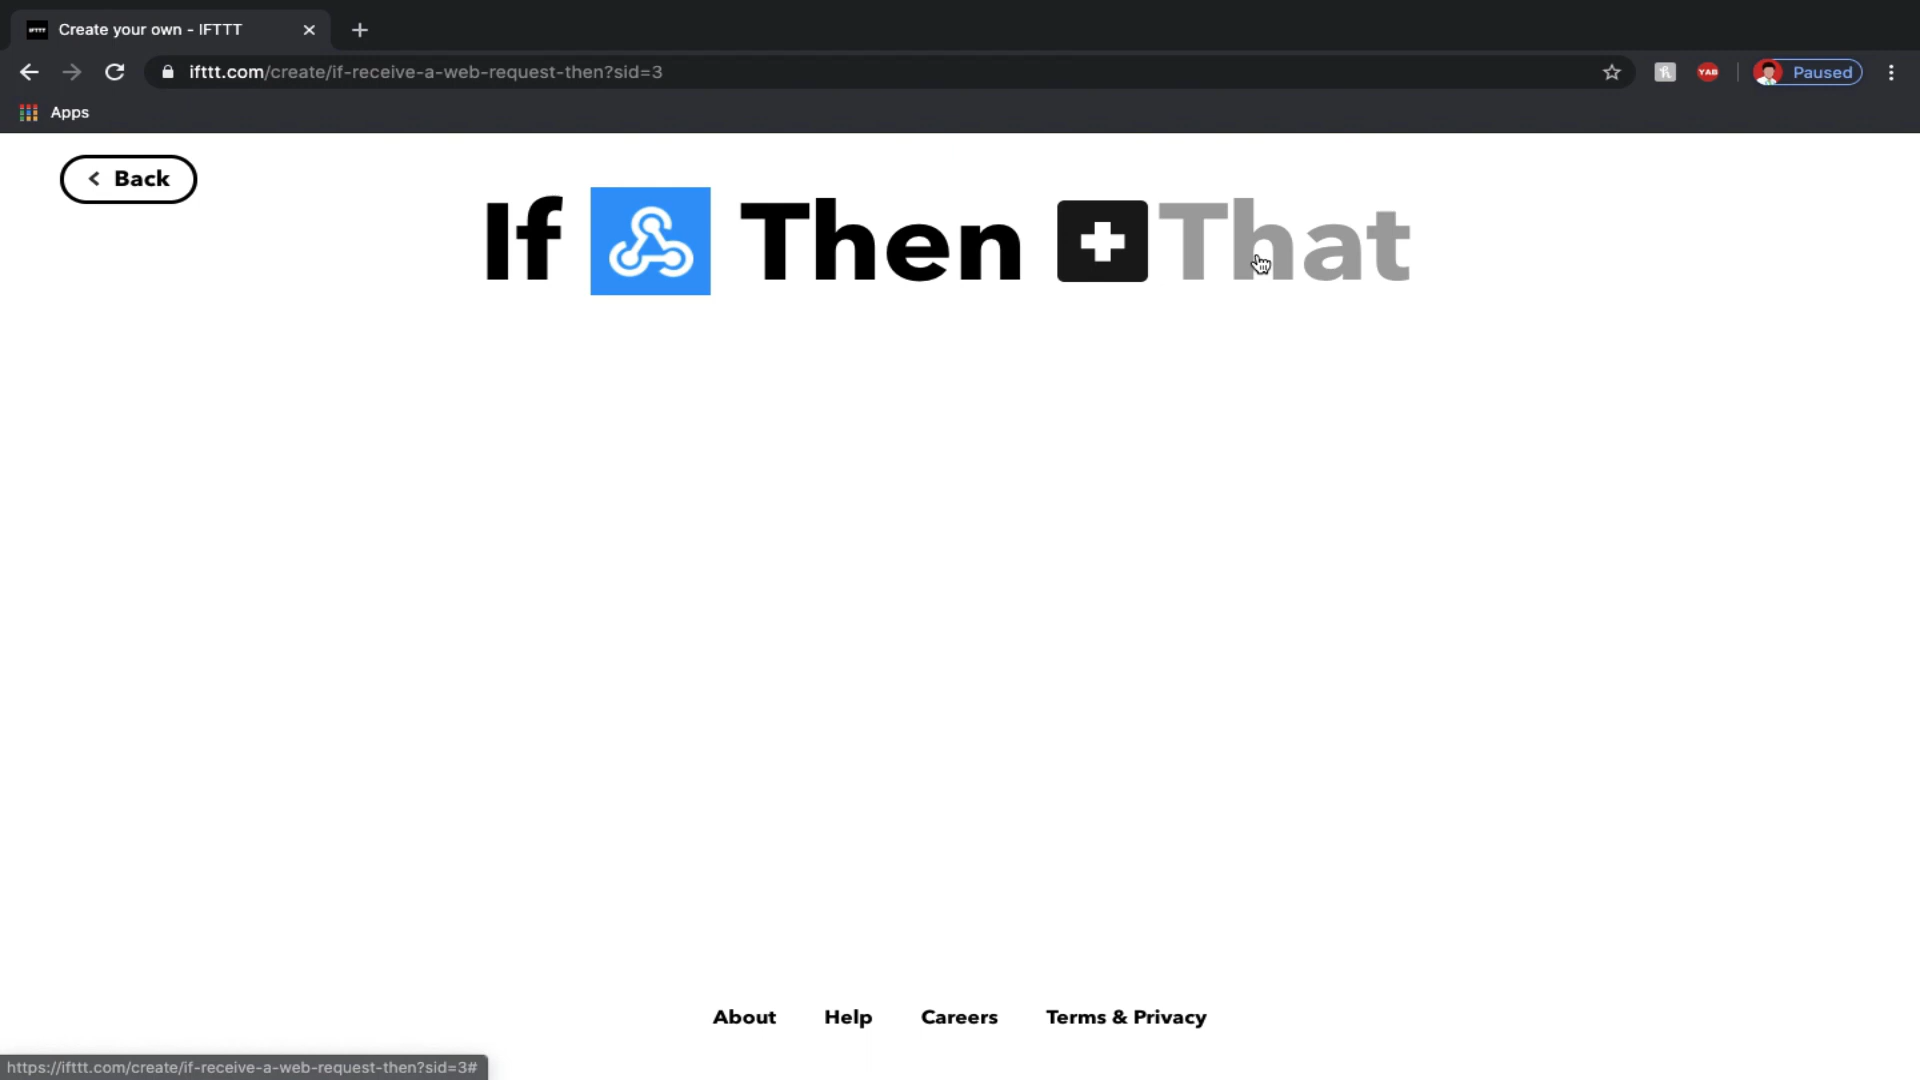 Create your own - IFTTT
ifttt.com/create/if-receive-a-web-request-then?sid=3
YAB
Paused
Apps
Back
If Then That
About Help Careers Terms & Privacy
https://ifttt.com/create/if-receive-a-web-request-then?sid=3#